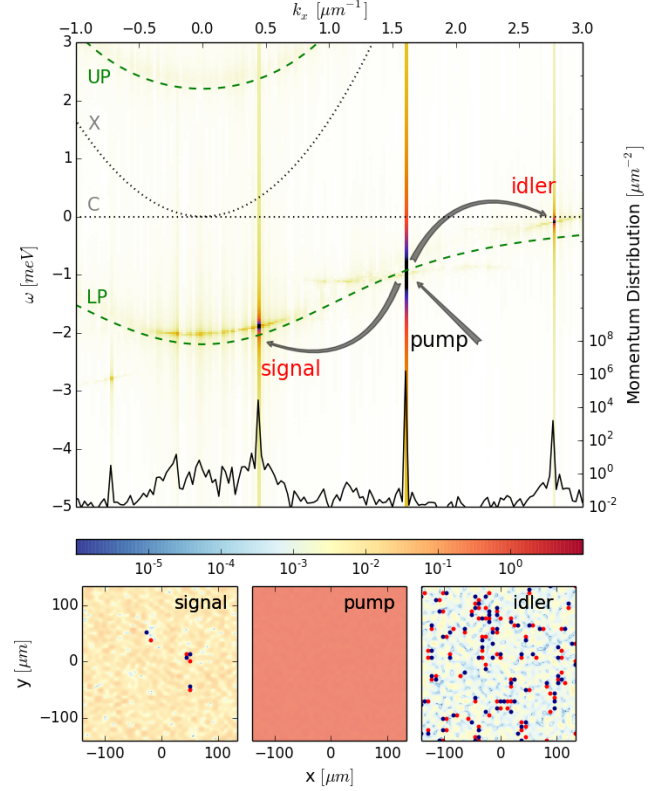 k_x [μm⁻¹]
−1.0 −0.5 0.0 0.5 1.0 1.5 2.0 2.5 3.0
3
UP
2
X
1
idler
C
0
ω [meV]
Momentum Distribution [μm⁻²]
−1
LP
−2
10⁸
pump
signal
−3
10⁶
10⁴
−4
10²
10⁰
−5
10⁻²
10⁻⁵ 10⁻⁴ 10⁻³ 10⁻² 10⁻¹ 10⁰
signal pump idler
100
y [μm]
0
−100
−100 0 100 −100 0 100 −100 0 100
x [μm]